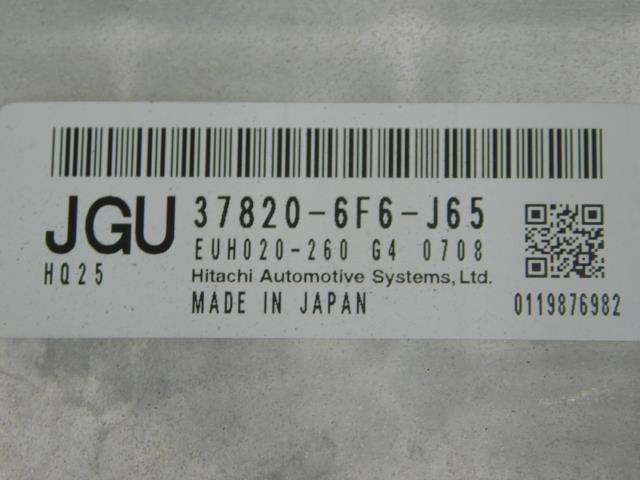 JGU 37820-6F6-J65
EUH020-260 G4 0708
HQ25
Hitachi Automotive Systems, Ltd.
MADE IN JAPAN
0119876982